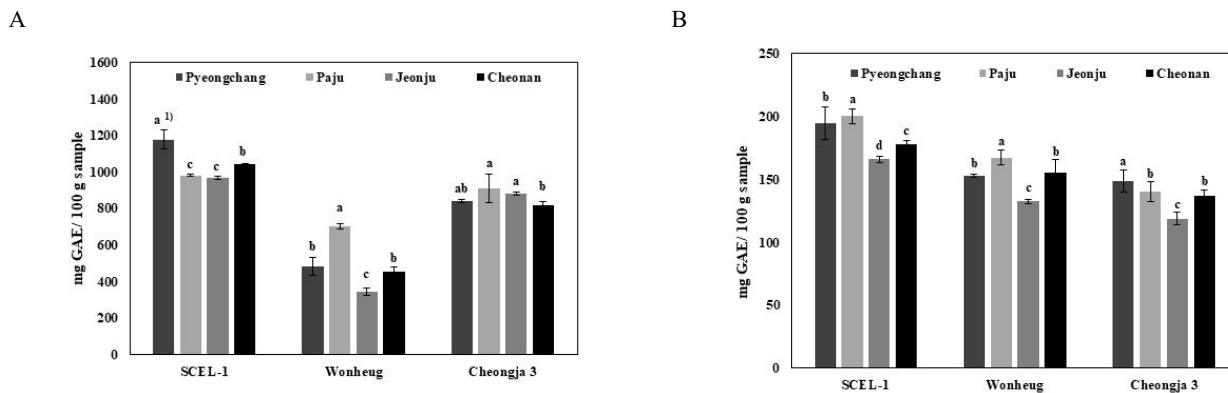 A
1600
1400
1200
1000
800
600
400
200
0
mg GAE/ 100 g sample
Pyeongchang Paju Jeonju Cheonan
a 1) c c b
b a c b
ab a a b
SCEL-1 Wonheug Cheongja 3
B
250
200
150
100
50
0
mg GAE/ 100 g sample
Pyeongchang Paju Jeonju Cheonan
b a d c
b a c b
a b c b
SCEL-1 Wonheug Cheongja 3